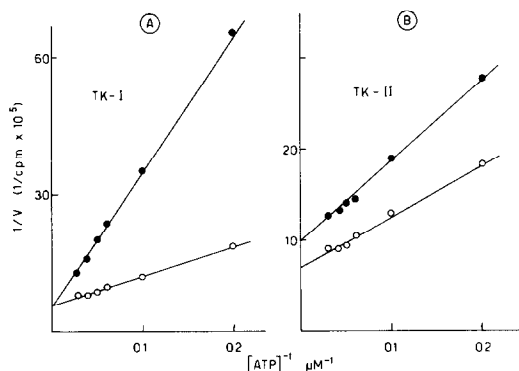 A
B
TK-I
TK-II
1/V (1/cpm x 10⁵)
60
30
20
10
01
02
01
02
[ATP]⁻¹ μM⁻¹